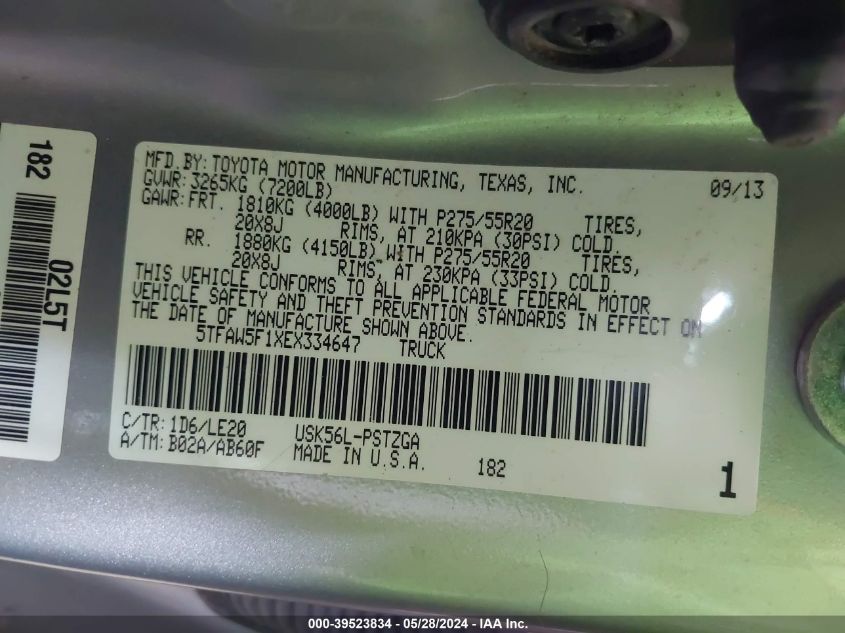 182
02L5T
MFD.BY:TOYOTA MOTOR MANUFACTURING, TEXAS, INC. 09/13
GVWR:3265KG (7200LB)
GAWR:FRT. 1810KG (4000LB) WITH P275/55R20 TIRES,
20X8J RIMS, AT 210KPA (30PSI) COLD.
RR. 1880KG (4150LB) WITH P275/55R20 TIRES,
20X8J RIMS, AT 230KPA (33PSI) COLD.
THIS VEHICLE CONFORMS TO ALL APPLICABLE FEDERAL MOTOR
VEHICLE SAFETY AND THEFT PREVENTION STANDARDS IN EFFECT ON
THE DATE OF MANUFACTURE SHOWN ABOVE.
5TFAW5F1XEX334647 TRUCK
C/TR:1D6/LE20 USK56L-PSTZGA
A/TM:B02A/AB60F MADE IN U.S.A. 182
1
000-39523834 / 05/28/2024 / IAA Inc.